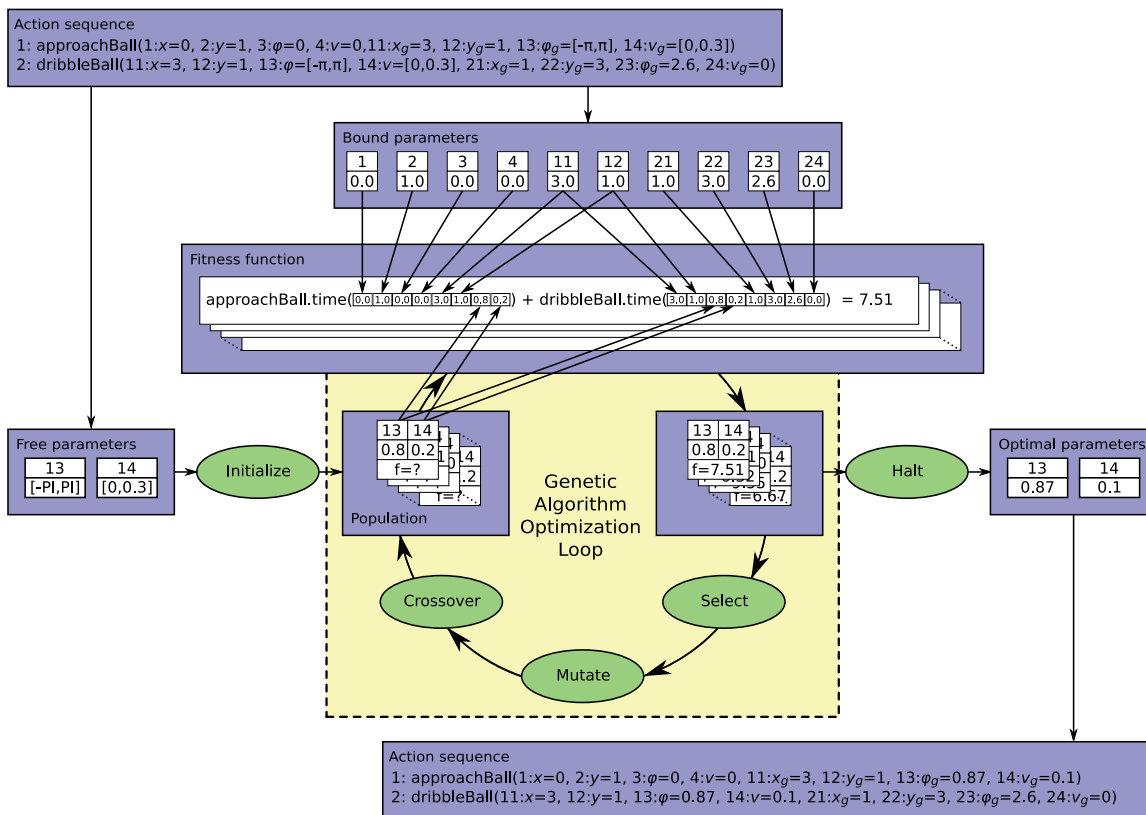 Action sequence
1: approachBall(1:x=0, 2:y=1, 3:φ=0, 4:v=0,11:xg=3, 12:yg=1, 13:φg=[-π,π], 14:vg=[0,0.3])
2: dribbleBall(11:x=3, 12:y=1, 13:φ=[-π,π], 14:v=[0,0.3], 21:xg=1, 22:yg=3, 23:φg=2.6, 24:vg=0)
Bound parameters
1 2 3 4 11 12 21 22 23 24
0.0 1.0 0.0 0.0 3.0 1.0 1.0 3.0 2.6 0.0
Fitness function
approachBall.time(0.0 1.0 0.0 0.0 3.0 1.0 0.8 0.2) + dribbleBall.time(3.0 1.0 0.8 0.2 1.0 3.0 2.6 0.0) = 7.51
Free parameters
13 14
[-PI,PI] [0,0.3]
Initialize
13 14
0.8 0.2
f=?
14
.2
f=?
Population
Genetic
Algorithm
Optimization
Loop
13 14
0.8 0.2
f=7.51
14
.2
f=6.67
Halt
Optimal parameters
13 14
0.87 0.1
Crossover
Select
Mutate
Action sequence
1: approachBall(1:x=0, 2:y=1, 3:φ=0, 4:v=0, 11:xg=3, 12:yg=1, 13:φg=0.87, 14:vg=0.1)
2: dribbleBall(11:x=3, 12:y=1, 13:φ=0.87, 14:v=0.1, 21:xg=1, 22:yg=3, 23:φg=2.6, 24:vg=0)